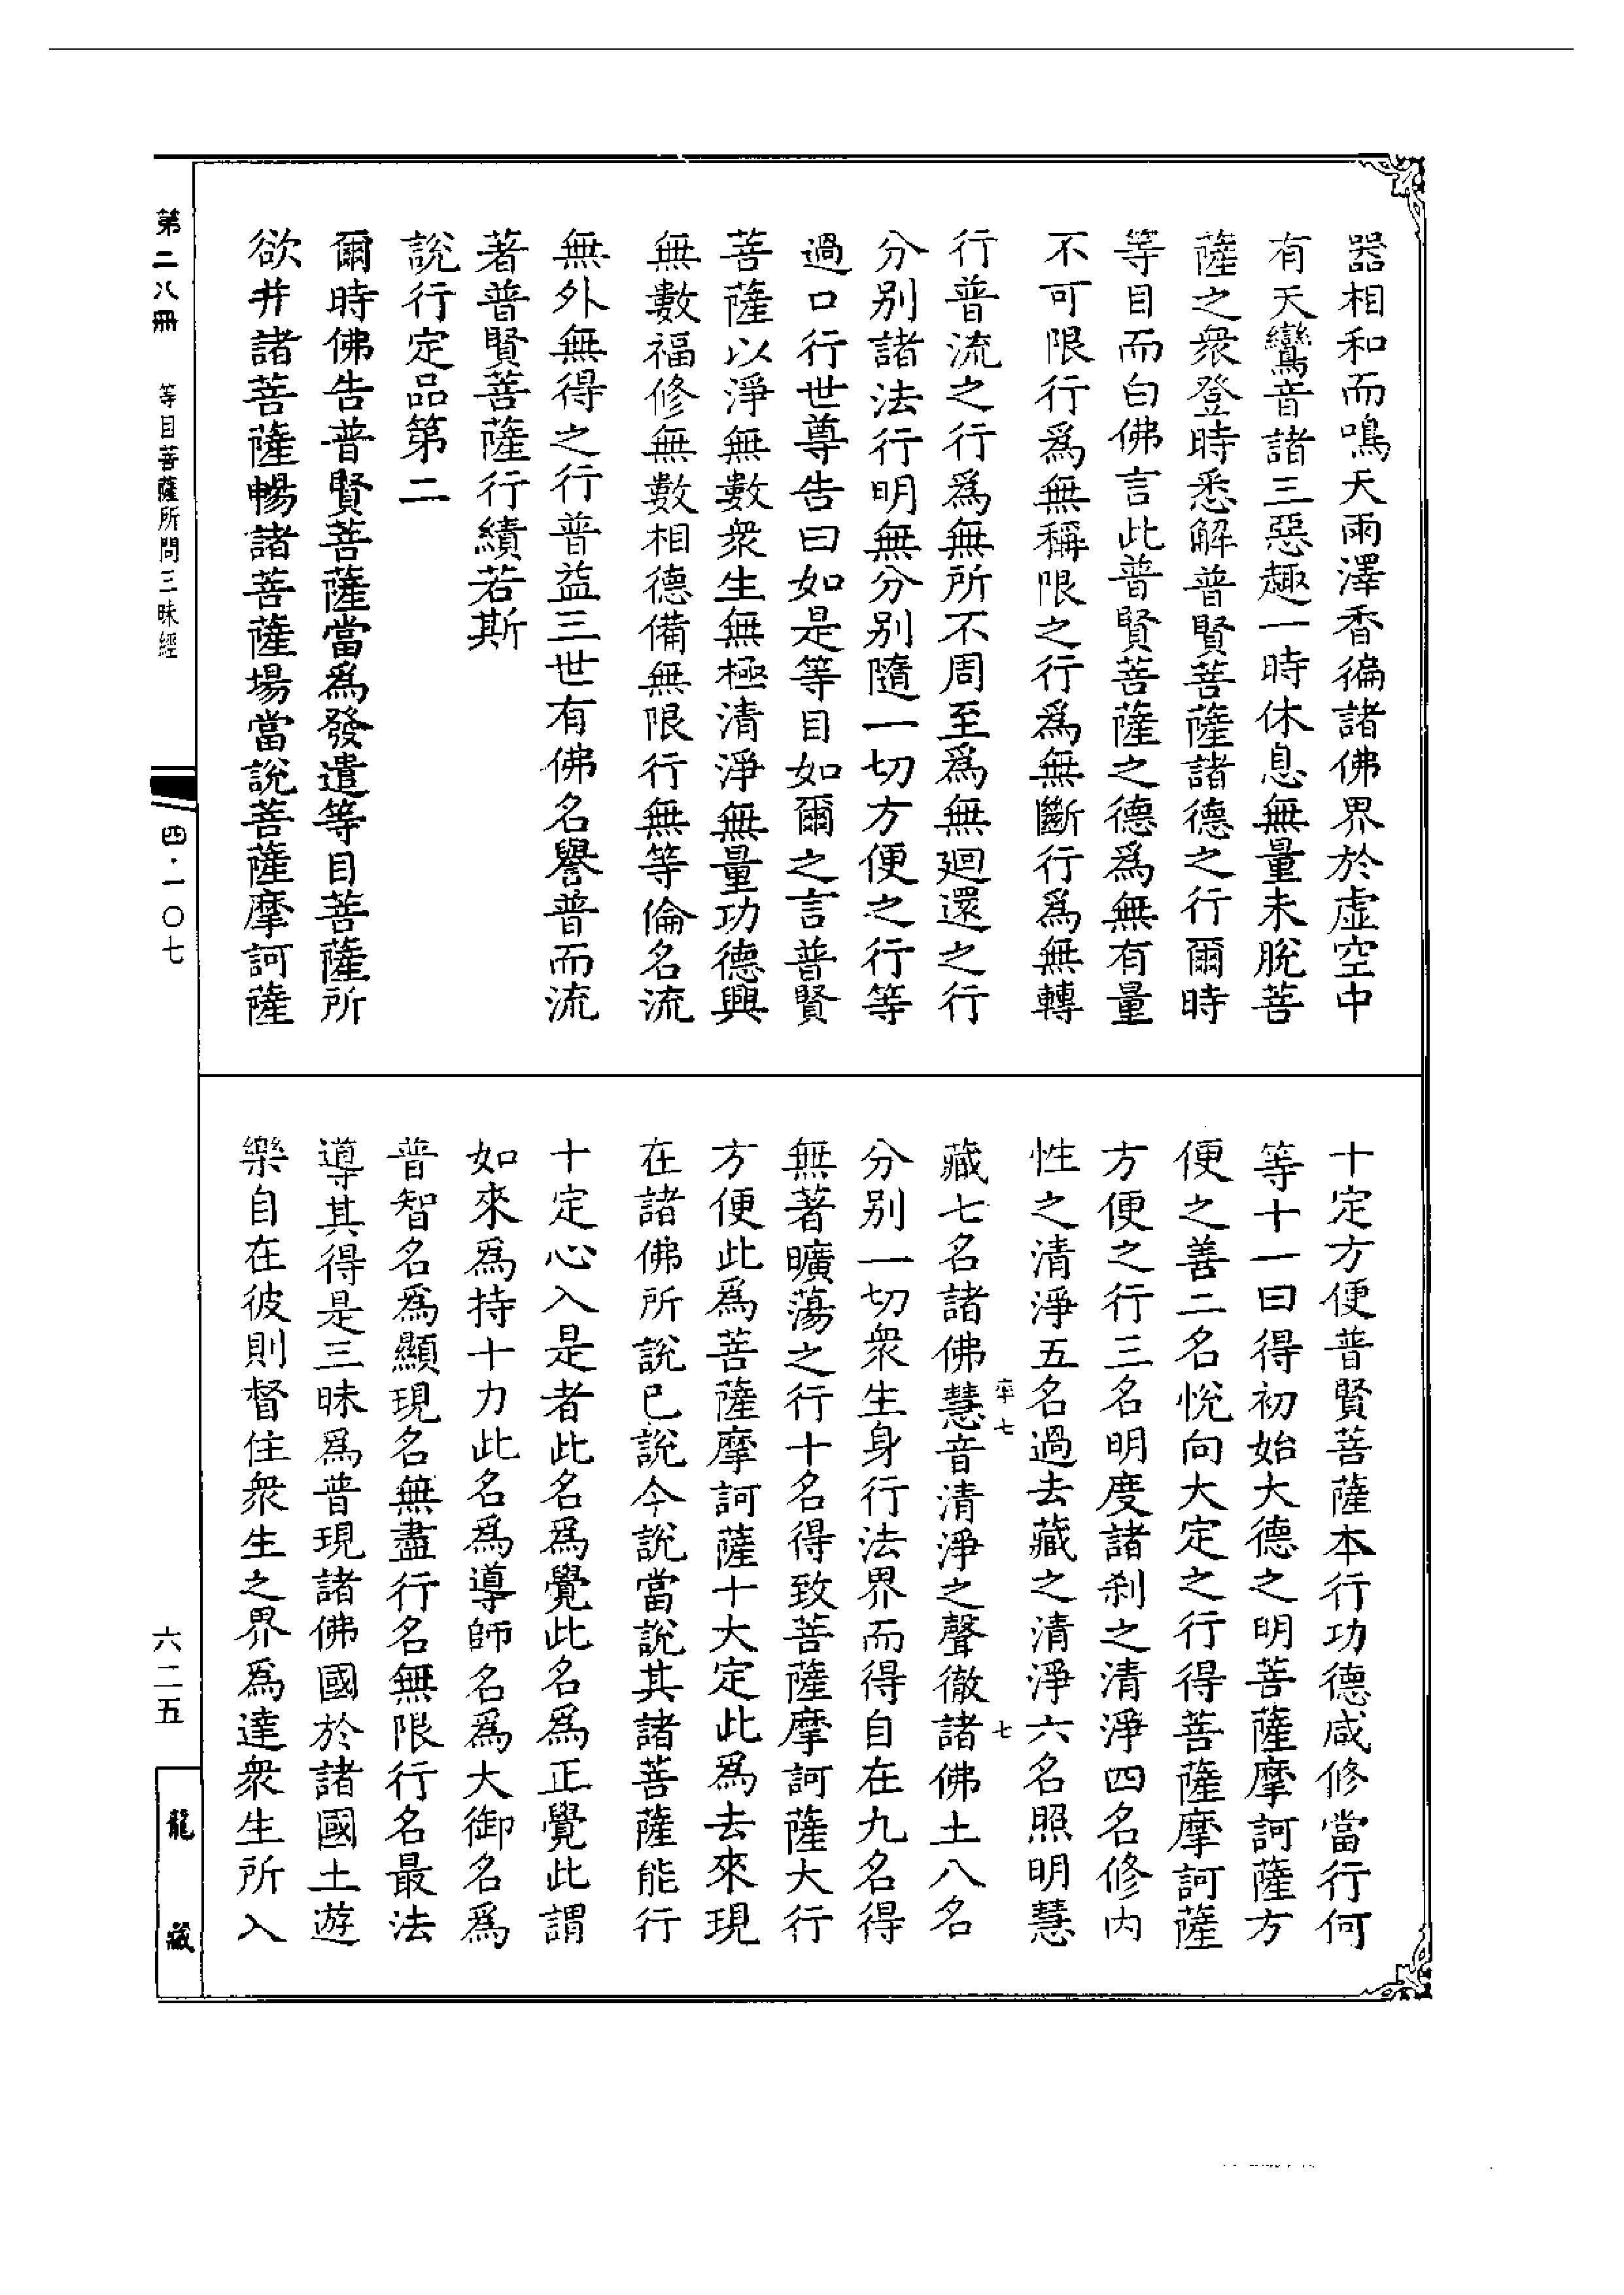 器相和而鳴天雨澤香徧諸佛界於虛空中
有天鸞音諸三惡趣一時休息無量未脫菩
薩之衆登時悉解普賢菩薩諸德之行爾時
等目而白佛言此普賢菩薩之德爲無有量
不可限行爲無稱限之行爲無斷行爲無轉
行普流之行爲無所不周至爲無廻還之行
分别諸法行明無分别隨一切方便之行等
過口行世尊告曰如是等目如爾之言普賢
菩薩以淨無數衆生無極清淨無量功德興
無數福修無數相德備無限行無等倫名流
無外無得之行普益三世有佛名譽普而流
著普賢菩薩行績若斯
說行定品第二
爾時佛告普賢菩薩當爲發遣等目菩薩所
欲并諸菩薩暢諸菩薩場當說菩薩摩訶薩
十定方便普賢菩薩本行功德咸修當行何
等十一曰得初始大德之明菩薩摩訶薩方
便之善二名悅向大定之行得菩薩摩訶薩
方便之行三名明度諸刹之清淨四名修内
性之清淨五名過去藏之清淨六名照明慧
藏七名諸佛慧音清淨之聲徹諸佛土八名
分别一切衆生身行法界而得自在九名得
無著曠蕩之行十名得致菩薩摩訶薩大行
方便此爲菩薩摩訶薩十大定此爲去來現
在諸佛所說已說今說當說其諸菩薩能行
十定心入是者此名爲覺此名爲正覺此謂
如來爲持十力此名爲導師名爲大御名爲
普智名爲顯現名無盡行名無限行名最法
導其得是三昧爲普現諸佛國於諸國土遊
樂自在彼則督住衆生之界爲達衆生所入
七
七
第二八冊
等目菩薩所問三昧經
四·一〇七
六二五
龍藏